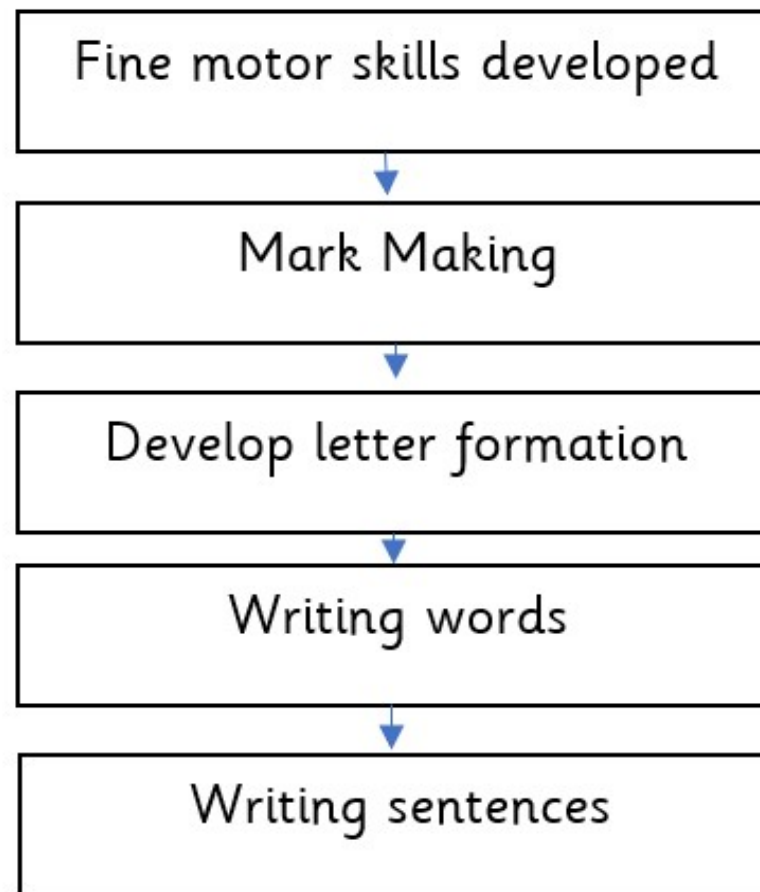 Fine motor skills developed
Mark Making
Develop letter formation
Writing words
Writing sentences